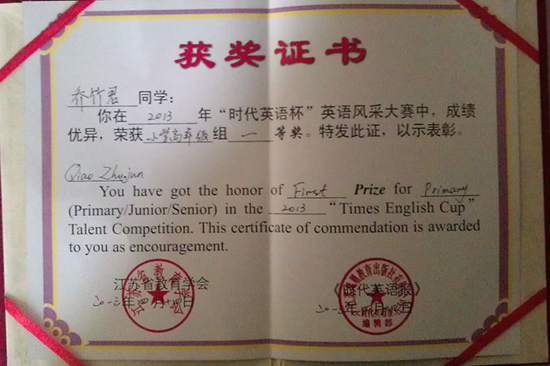 获奖证书
乔竹君同学：
你在 2013 年“时代英语杯”英语风采大赛中，成绩
优异，荣获 小学高年级 组 一 等奖。特发此证，以示表彰。
Qiao Zhujun
You have got the honor of First Prize for Primary
(Primary/Junior/Senior) in the 2013 “Times English Cup”
Talent Competition. This certificate of commendation is awarded
to you as encouragement.
江苏省教育学会 《时代英语报》
编辑部